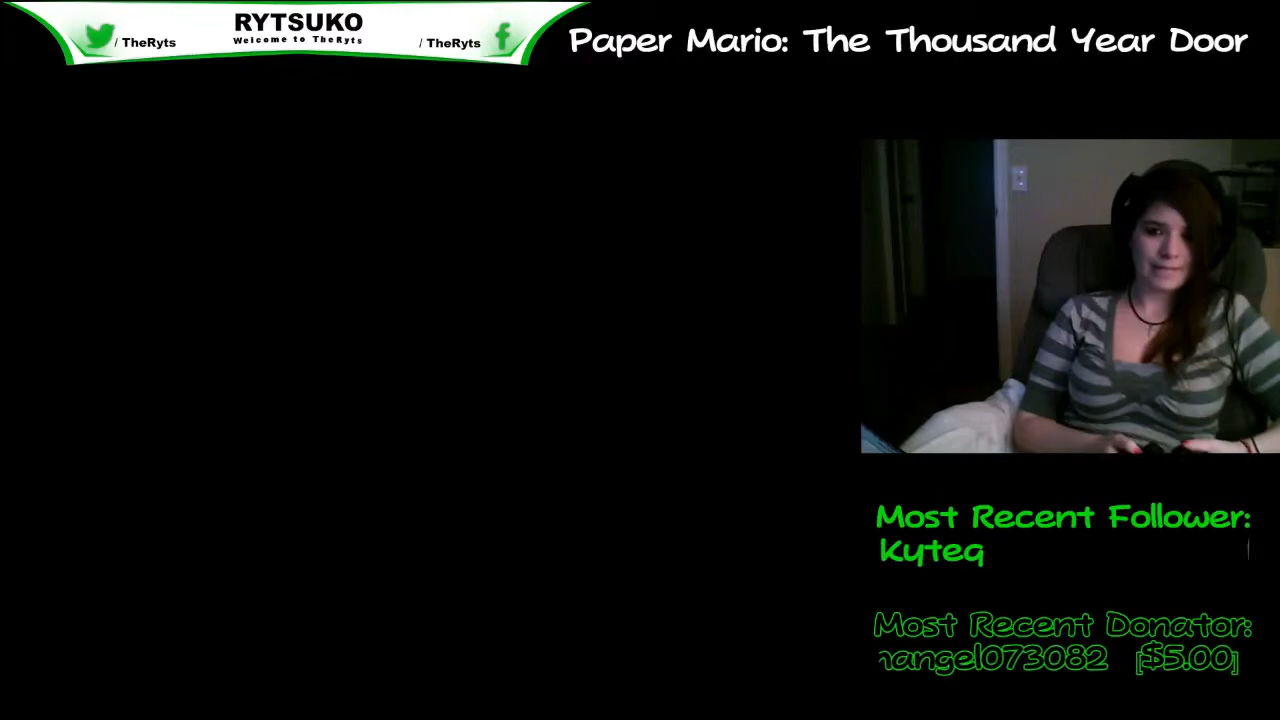 RYTSUKO
Welcome to TheRyts
/ TheRyts
/ TheRyts
Paper Mario: The Thousand Year Door
Most Recent Follower:
Kyteq
Most Recent Donator:
nangel073082 [$5.00]